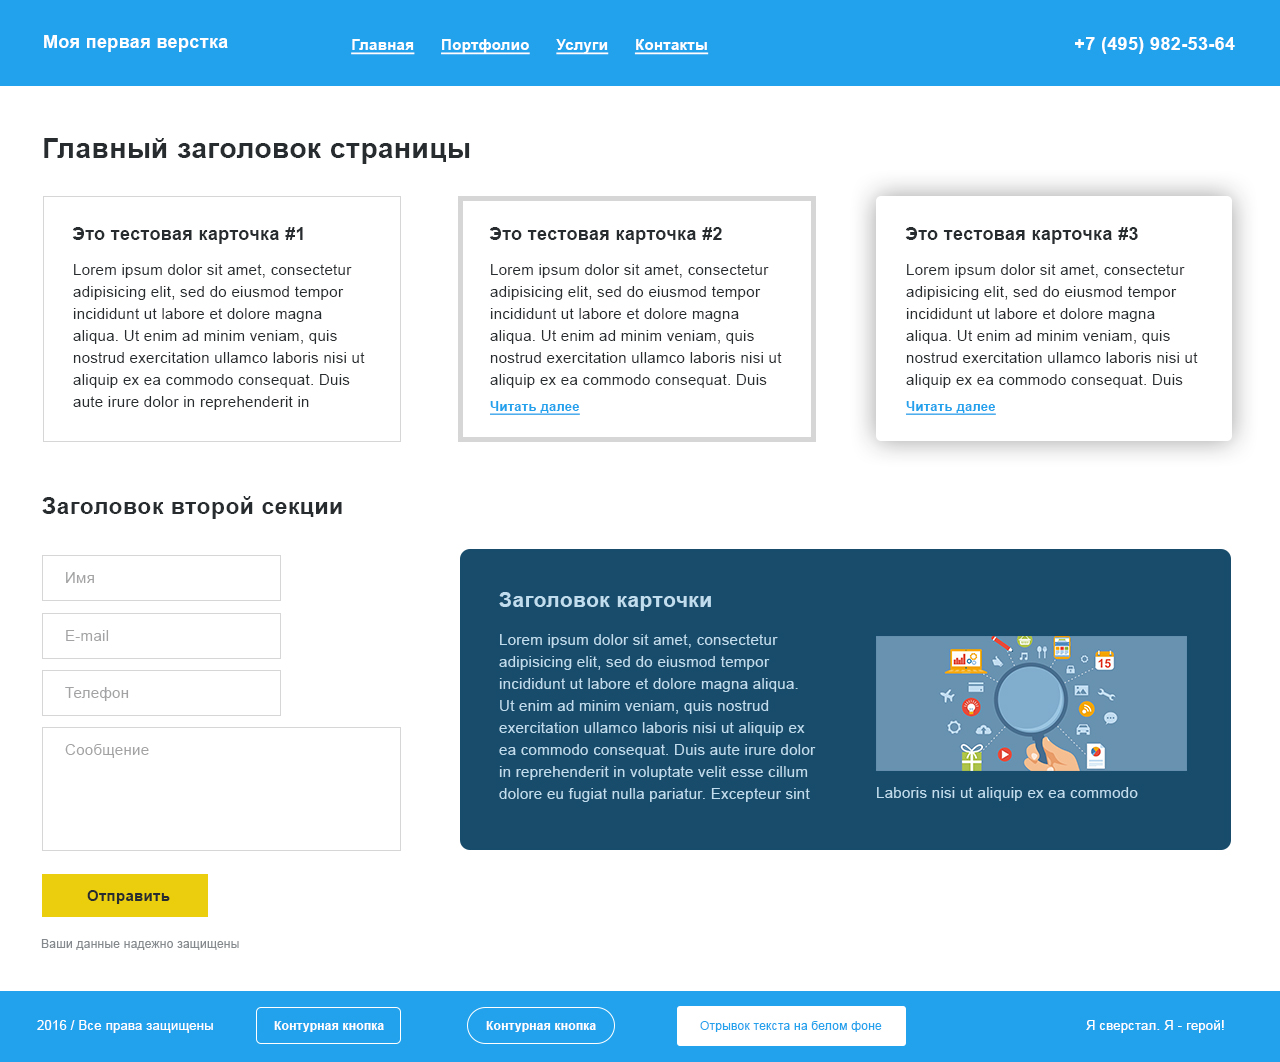 Моя первая верстка
Главная Портфолио Услуги Контакты
+7 (495) 982-53-64
Главный заголовок страницы
Это тестовая карточка #1
Lorem ipsum dolor sit amet, consectetur
adipisicing elit, sed do eiusmod tempor
incididunt ut labore et dolore magna
aliqua. Ut enim ad minim veniam, quis
nostrud exercitation ullamco laboris nisi ut
aliquip ex ea commodo consequat. Duis
aute irure dolor in reprehenderit in
Это тестовая карточка #2
Lorem ipsum dolor sit amet, consectetur
adipisicing elit, sed do eiusmod tempor
incididunt ut labore et dolore magna
aliqua. Ut enim ad minim veniam, quis
nostrud exercitation ullamco laboris nisi ut
aliquip ex ea commodo consequat. Duis
Читать далее
Это тестовая карточка #3
Lorem ipsum dolor sit amet, consectetur
adipisicing elit, sed do eiusmod tempor
incididunt ut labore et dolore magna
aliqua. Ut enim ad minim veniam, quis
nostrud exercitation ullamco laboris nisi ut
aliquip ex ea commodo consequat. Duis
Читать далее
Заголовок второй секции
Имя
E-mail
Телефон
Сообщение
Отправить
Ваши данные надежно защищены
Заголовок карточки
Lorem ipsum dolor sit amet, consectetur
adipisicing elit, sed do eiusmod tempor
incididunt ut labore et dolore magna aliqua.
Ut enim ad minim veniam, quis nostrud
exercitation ullamco laboris nisi ut aliquip ex
ea commodo consequat. Duis aute irure dolor
in reprehenderit in voluptate velit esse cillum
dolore eu fugiat nulla pariatur. Excepteur sint
15
Laboris nisi ut aliquip ex ea commodo
2016 / Все права защищены
Контурная кнопка
Контурная кнопка
Отрывок текста на белом фоне
Я сверстал. Я - герой!